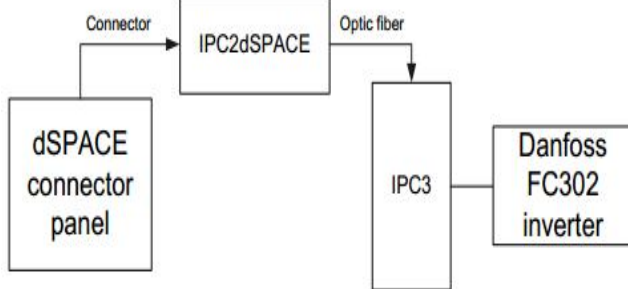 Connector
IPC2dSPACE
Optic fiber
dSPACE
connector
panel
IPC3
Danfoss
FC302
inverter